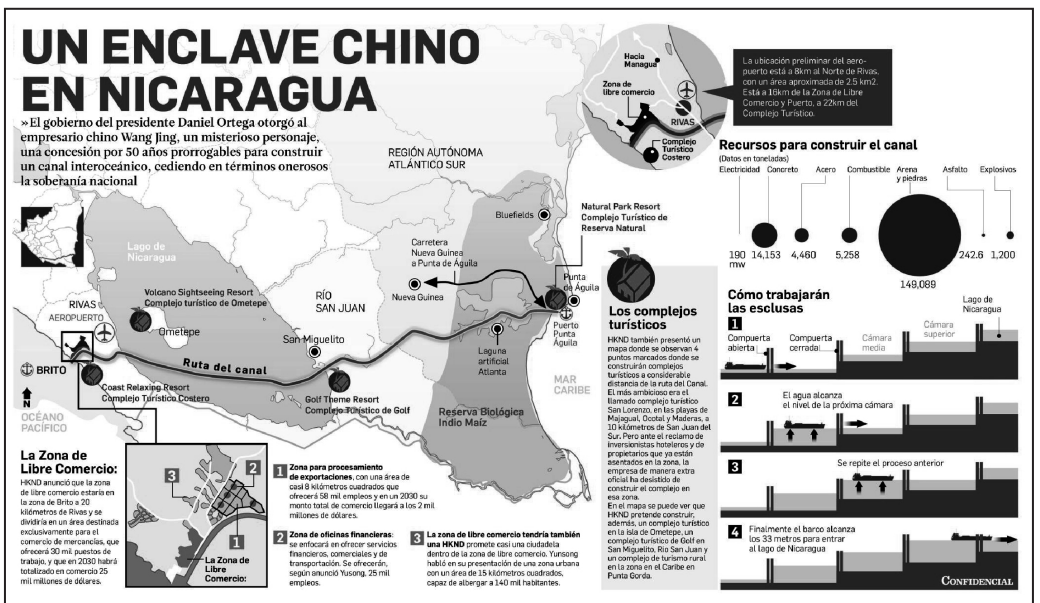 UN ENCLAVE CHINO
EN NICARAGUA
»El gobierno del presidente Daniel Ortega otorgó al
empresario chino Wang Jing, un misterioso personaje,
una concesión por 50 años prorrogables para construir
un canal interoceánico, cediendo en términos onerosos
la soberanía nacional
Hacia
Managua
Zona de
libre comercio
RIVAS
Complejo
Turístico
Costero
La ubicación preliminar del aero-
puerto está a 8km al Norte de Rivas,
con un área aproximada de 2.5 km2.
Está a 16km de la Zona de Libre
Comercio y Puerto, a 22km del
Complejo Turístico.
REGIÓN AUTÓNOMA
ATLÁNTICO SUR
Lago de
Nicaragua
Volcano Sightseeing Resort
Complejo turístico de Ometepe
Ometepe
RIVAS
AEROPUERTO
BRITO
N
OCÉANO
PACÍFICO
Coast Relaxing Resort
Complejo Turístico Costero
Ruta del canal
RÍO
SAN JUAN
San Miguelito
Golf Theme Resort
Complejo Turístico de Golf
Carretera
Nueva Guinea
a Punta de Águila
Nueva Guinea
Bluefields
Natural Park Resort
Complejo Turístico de
Reserva Natural
Punta
de Águila
Puerto
Punta
Águila
Laguna
artificial
Atlanta
MAR
CARIBE
Reserva Biológica
Indio Maíz
Recursos para construir el canal
(Datos en toneladas)
Electricidad Concreto Acero Combustible Arena y piedras Asfalto Explosivos
190 mw 14,153 4,460 5,258 149,089 242.6 1,200
Los complejos
turísticos
HKND también presentó un
mapa donde se observan 4
puntos marcados donde se
construirán complejos
turísticos a considerable
distancia de la ruta del Canal.
El más ambicioso era el
llamado complejo turístico
San Lorenzo, en las playas de
Majagual, Ocotal y Maderas, a
10 kilómetros de San Juan del
Sur. Pero ante el reclamo de
inversionistas hoteleros y de
propietarios que ya están
asentados en la zona, la
empresa de manera extra
oficial ha desistido de
construir el complejo en
esa zona.
En el mapa se puede ver que
HKND pretende construir,
además, un complejo turístico
en la isla de Ometepe, un
complejo turístico de Golf en
San Miguelito, Río San Juan y
un complejo de turismo rural
en la zona en el Caribe en
Punta Gorda.
Cómo trabajarán
las esclusas
1
Compuerta
abierta
Compuerta
cerrada
Cámara
media
Cámara
superior
Lago de
Nicaragua
2
El agua alcanza
el nivel de la próxima cámara
3
Se repite el proceso anterior
4
Finalmente el barco alcanza
los 33 metros para entrar
al lago de Nicaragua
CONFIDENCIAL
La Zona de
Libre Comercio:
HKND anunció que la zona
de libre comercio estaría en
la zona de Brito a 20
kilómetros de Rivas y se
dividiría en un área destinada
exclusivamente para el
comercio de mercancías, que
ofrecerá 30 mil puestos de
trabajo, y que en 2030 habrá
totalizado en comercio 25
mil millones de dólares.
3
2
1
La Zona de
Libre
Comercio:
1 Zona para procesamiento
de exportaciones, con una área de
casi 8 kilómetros cuadrados que
ofrecerá 58 mil empleos y en un 2030 su
monto total de comercio llegará a los 2 mil
millones de dólares.
2 Zona de oficinas financieras:
se enfocará en ofrecer servicios
financieros, comerciales y de
transportación. Se ofrecerán,
según anunció Yusong, 25 mil
empleos.
3 La zona de libre comercio tendría también
una HKND promete casi una ciudadela
dentro de la zona de libre comercio. Yunsong
habló en su presentación de una zona urbana
con un área de 15 kilómetros cuadrados,
capaz de albergar a 140 mil habitantes.